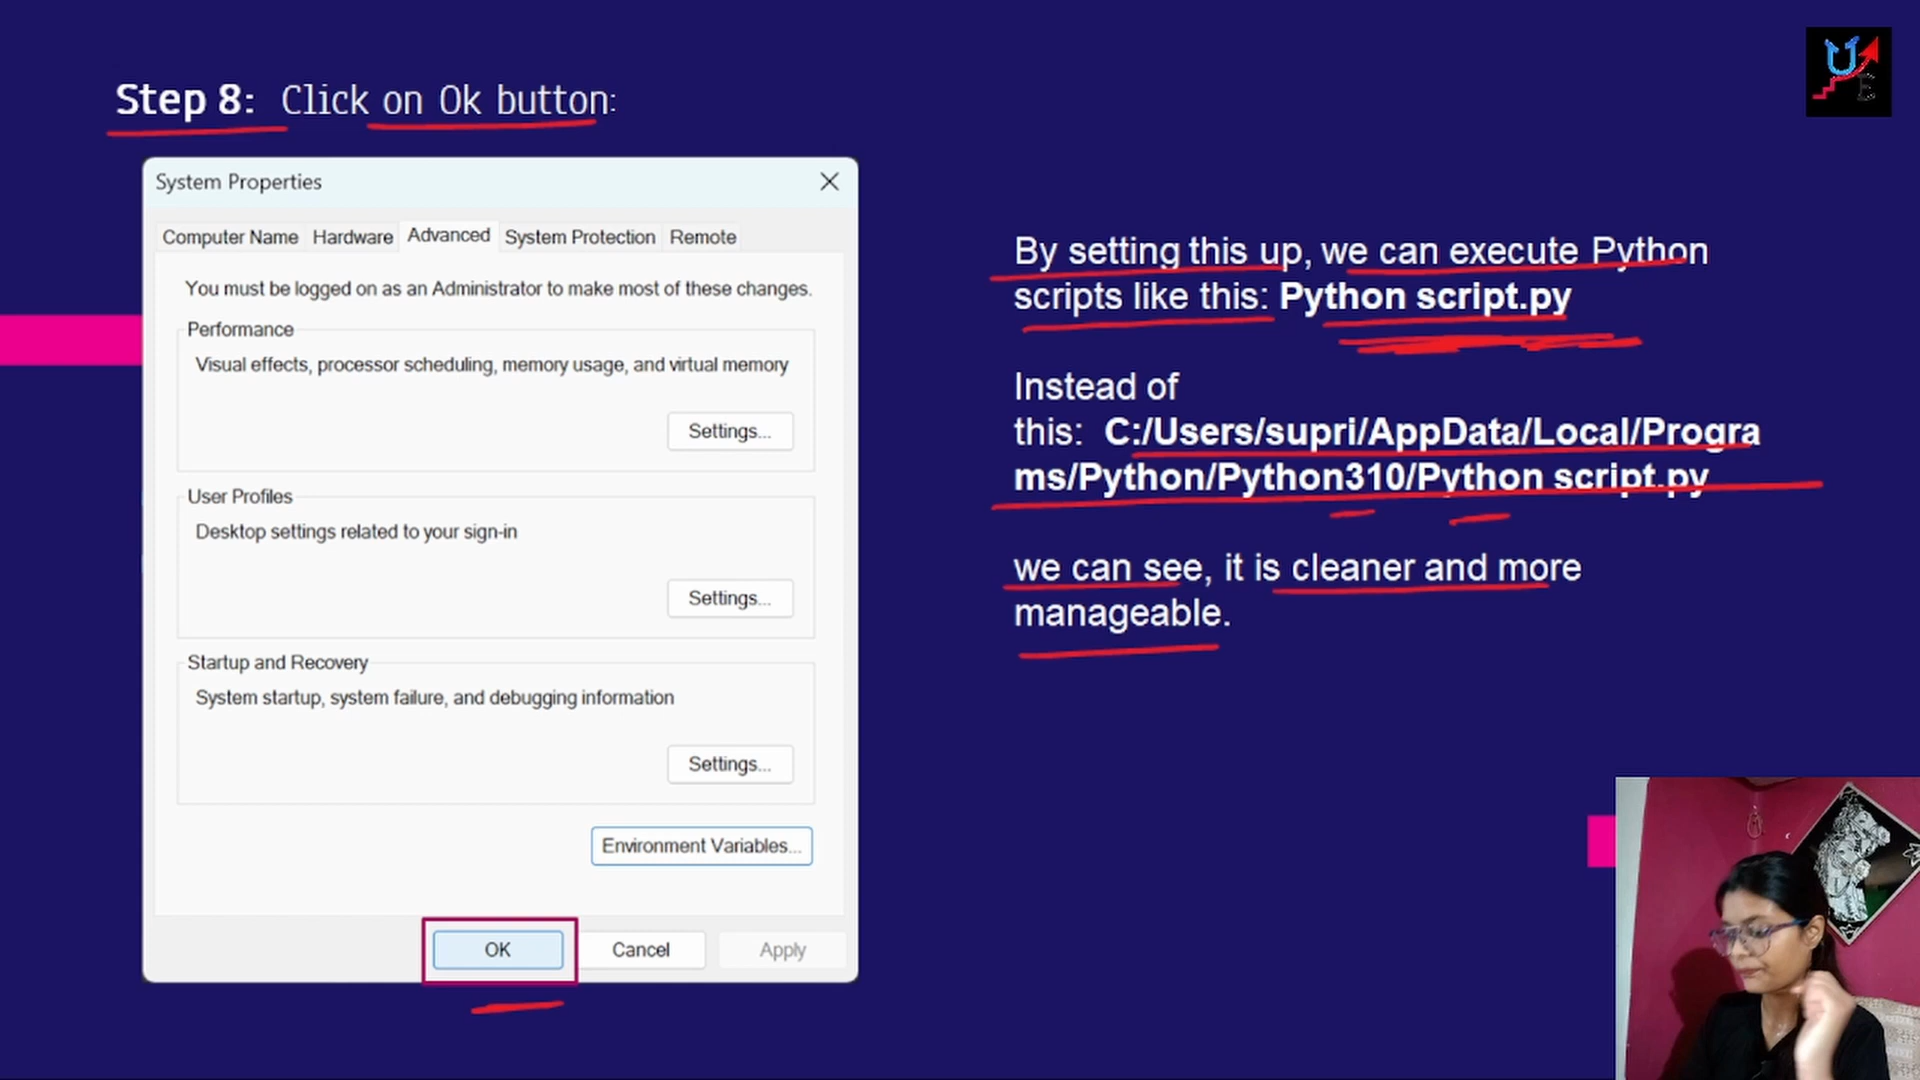 Step 8: Click on Ok button:
System Properties
Computer Name Hardware Advanced System Protection Remote
You must be logged on as an Administrator to make most of these changes.
Performance
Visual effects, processor scheduling, memory usage, and virtual memory
Settings...
User Profiles
Desktop settings related to your sign-in
Settings...
Startup and Recovery
System startup, system failure, and debugging information
Settings...
Environment Variables...
OK Cancel Apply
By setting this up, we can execute Python
scripts like this: Python script.py
Instead of
this: C:/Users/supri/AppData/Local/Progra
ms/Python/Python310/Python script.py
we can see, it is cleaner and more
manageable.